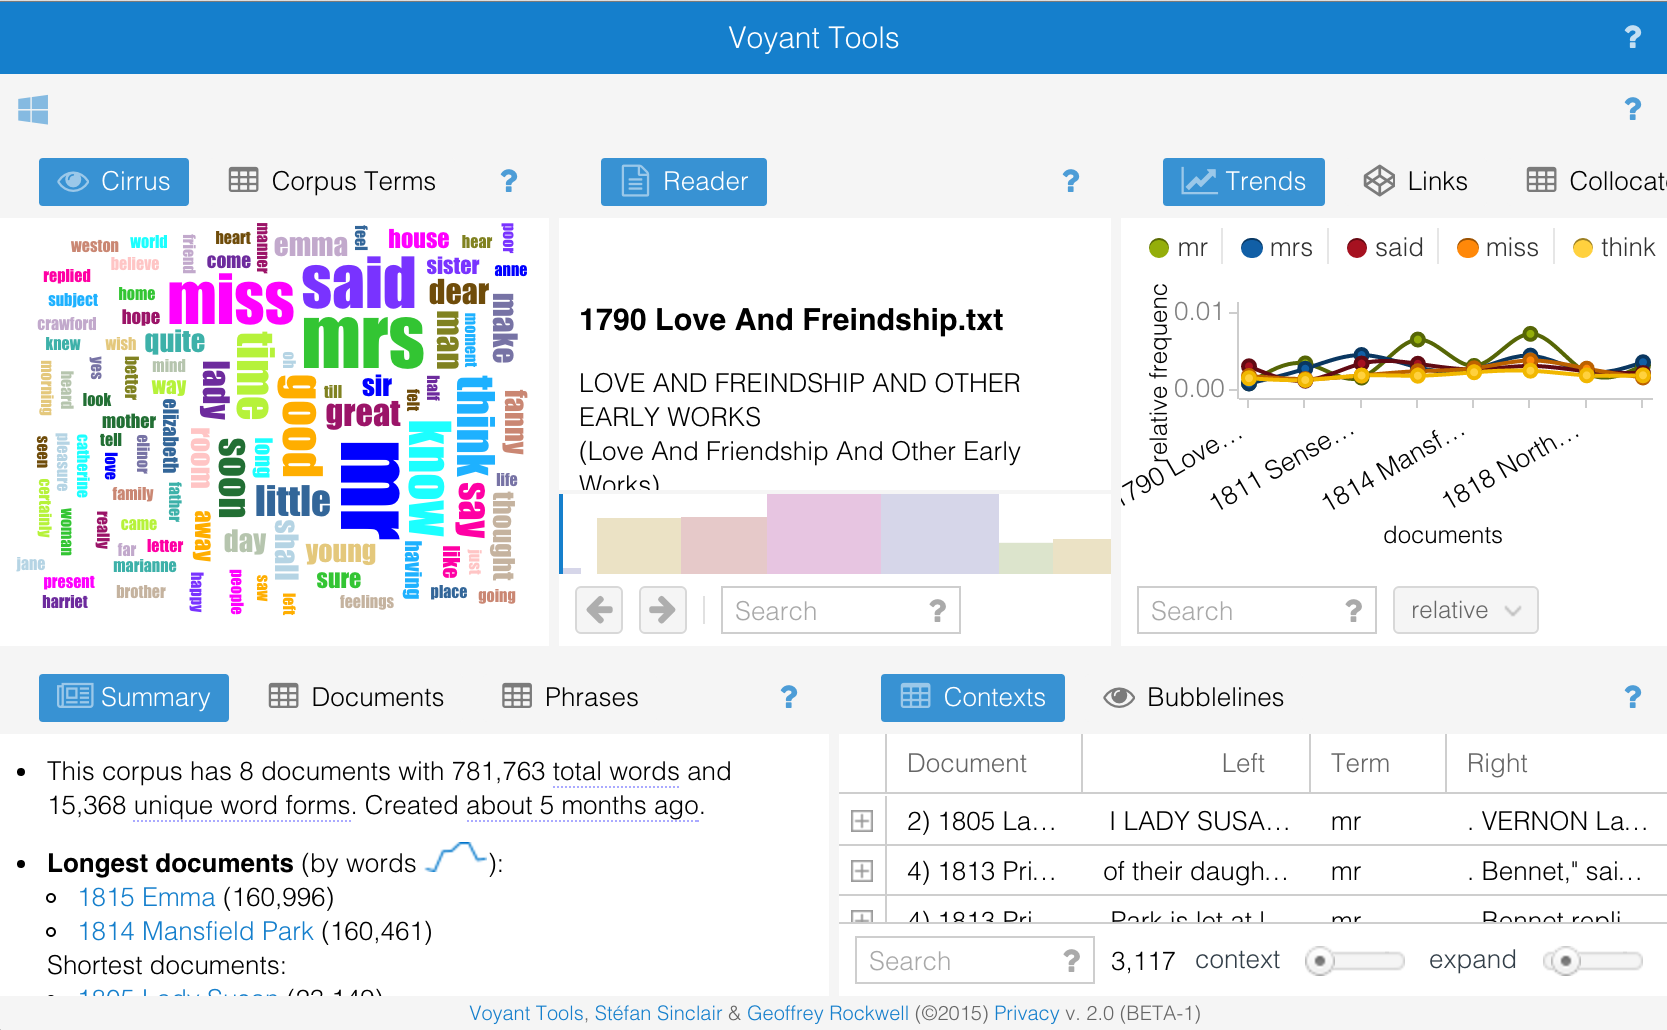 Voyant Tools ?
?
Cirrus Corpus Terms ?
Reader ?
Trends Links Collocat
weston world friend heart manner emma feel house hear poor
believe come sister anne
replied miss said dear
subject home mrs man moment make
crawford hope
knew wish quite time oh
morning heard yes better mind way lady good till sir great felt half think fanny
look mother elizabeth room soon long mr know say
seen pleasure catherine tell love elinor
certainly family father little life thought
woman really came away day shall young having like just
jane far letter
marianne
present brother happy people saw left sure feelings place going
harriet
1790 Love And Freindship.txt
LOVE AND FREINDSHIP AND OTHER
EARLY WORKS
(Love And Friendship And Other Early
Works)
Search ?
mr mrs said miss think
relative frequenc
0.01
0.00
1790 Love...
1811 Sense...
1814 Mansf...
1818 North...
documents
Search ?
relative
Summary Documents Phrases ?
This corpus has 8 documents with 781,763 total words and
15,368 unique word forms. Created about 5 months ago.
Longest documents (by words ):
1815 Emma (160,996)
1814 Mansfield Park (160,461)
Shortest documents:
1805 Lady Susan (23,149)
Contexts Bubblelines ?
Document Left Term Right
2) 1805 La... I LADY SUSA... mr . VERNON La...
4) 1813 Pri... of their daugh... mr . Bennet," sai...
4) 1813 Pri... Park is let at l... mr . Bennet repli...
Search ? 3,117 context expand
Voyant Tools, Stéfan Sinclair & Geoffrey Rockwell (©2015) Privacy v. 2.0 (BETA-1)